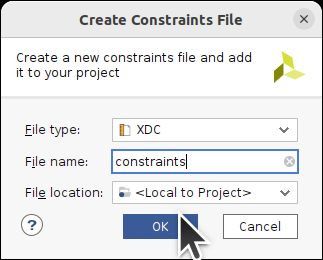 Create Constraints File
Create a new constraints file and add
it to your project
File type: XDC
File name: constraints
File location: <Local to Project>
? OK Cancel